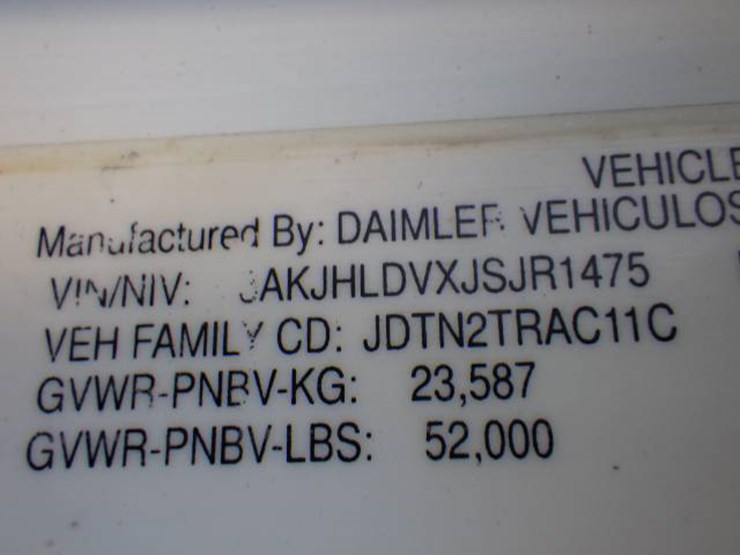 VEHICLE
Manufactured By: DAIMLER VEHICULOS
VIN/NIV: 3AKJHLDVXJSJR1475
VEH FAMILY CD: JDTN2TRAC11C
GVWR-PNBV-KG: 23,587
GVWR-PNBV-LBS: 52,000